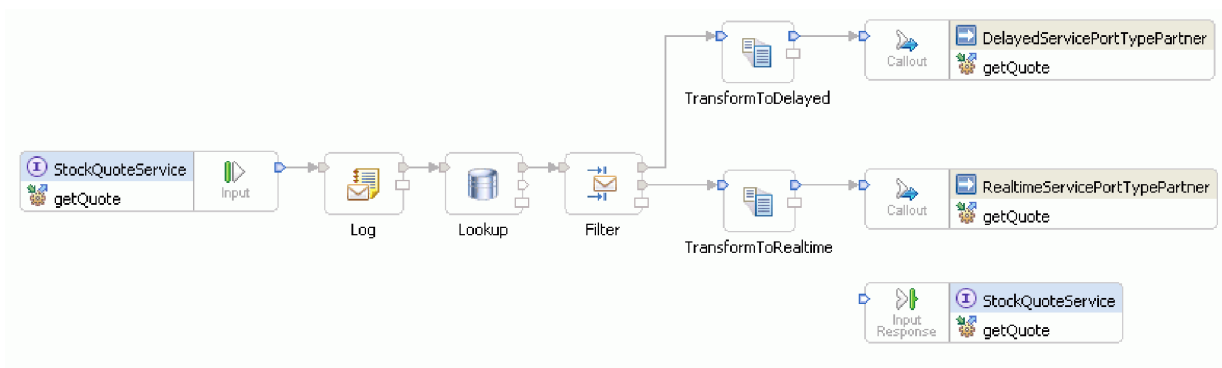 DelayedServicePortTypePartner
Callout
getQuote
TransformToDelayed
StockQuoteService
Input
getQuote
Log
Lookup
Filter
TransformToRealtime
RealtimeServicePortTypePartner
Callout
getQuote
StockQuoteService
Input
Response
getQuote